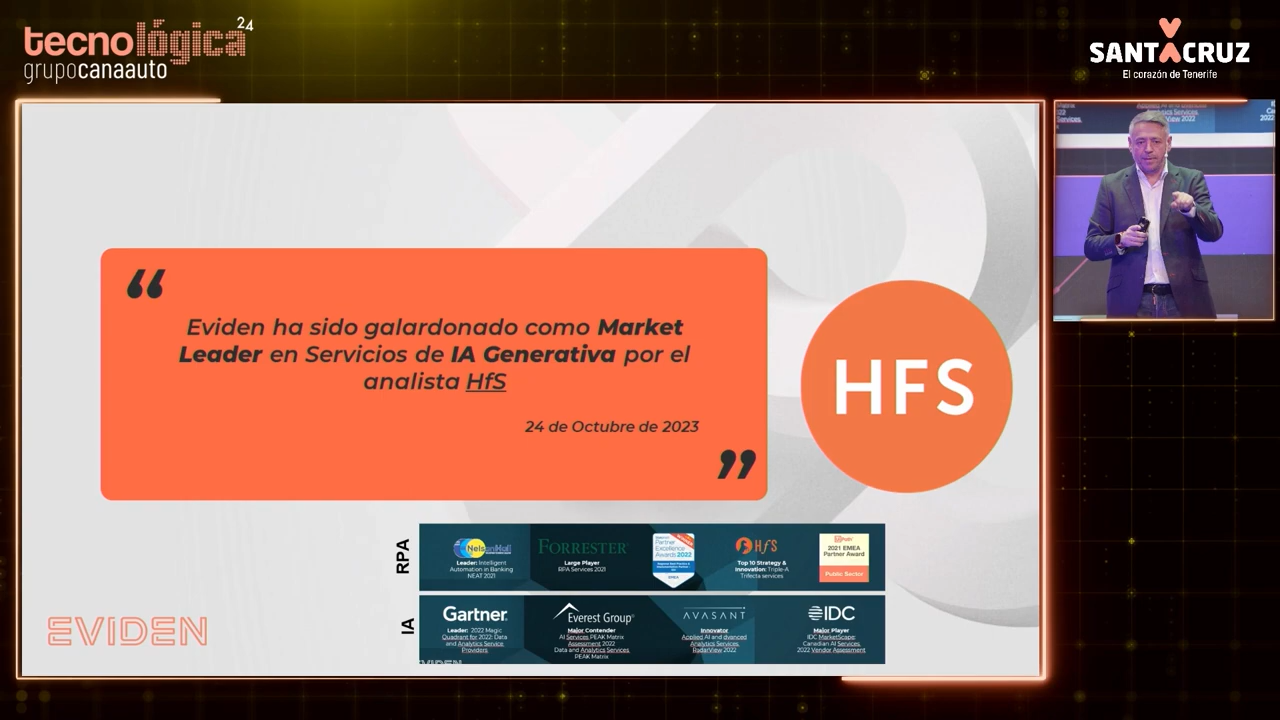 tecnológica24
grupocanaauto
SANTACRUZ
El corazón de Tenerife
“
Eviden ha sido galardonado como Market
Leader en Servicios de IA Generativa por el
analista HfS
24 de Octubre de 2023
”
HFS
RPA
NelsonHall
Leader: Intelligent
Automation in Banking
NEAT 2021
FORRESTER
Large Player
RPA Services 2021
Partner
Excellence
Awards 2022
HfS
Top 10 Strategy &
Innovation: Triple-A
Trifecta services
2021 EMEA
Partner Award
Public Sector
IA
Gartner
Leader: 2022 Magic
Quadrant for 2022: Data
and Analytics Service
Providers
Everest Group
Major Contender
AI Services PEAK Matrix
Assessment 2022
Data and Analytics Services
PEAK Matrix
AVASANT
Innovator
Applied AI and dvanced
Analytics Services
RadarView 2022
IDC
Major Player
IDC MarketScape:
Canadian AI Services
2022 Vendor Assessment
EVIDEN